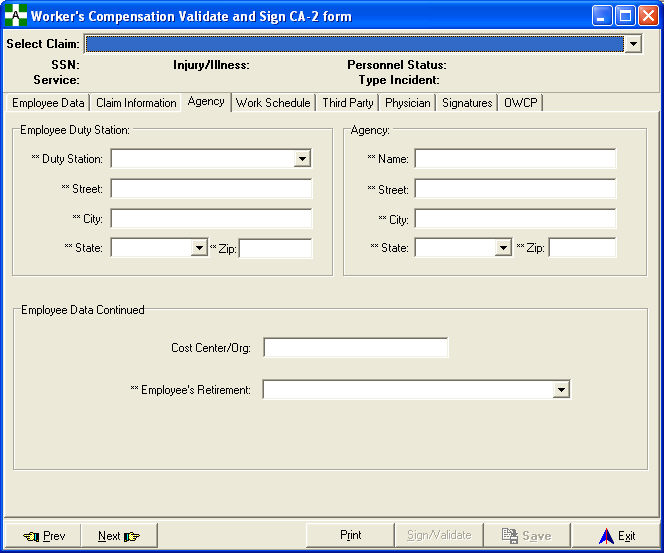 A Worker's Compensation Validate and Sign CA-2 form
Select Claim:
SSN: Injury/Illness: Personnel Status:
Service: Type Incident:
Employee Data Claim Information Agency Work Schedule Third Party Physician Signatures OWCP
Employee Duty Station: Agency:
** Duty Station: ** Name:
** Street: ** Street:
** City: ** City:
** State: ** Zip: ** State: ** Zip:
Employee Data Continued
Cost Center/Org:
** Employee's Retirement:
Prev Next Print Sign/Validate Save Exit